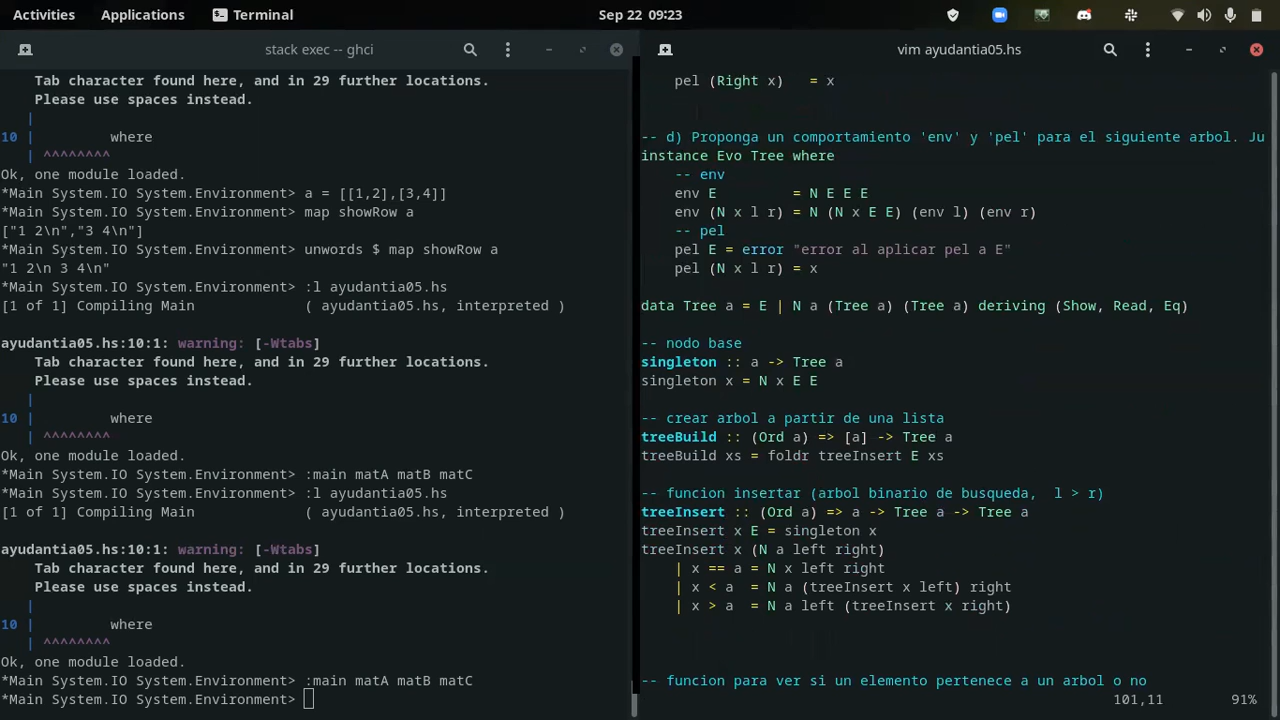 Activities Applications Terminal Sep 22 09:23
stack exec -- ghci
Tab character found here, and in 29 further locations.
Please use spaces instead.
|
10 | where
| ^^^^^^^^
Ok, one module loaded.
*Main System.IO System.Environment> a = [[1,2],[3,4]]
*Main System.IO System.Environment> map showRow a
["1 2\n","3 4\n"]
*Main System.IO System.Environment> unwords $ map showRow a
"1 2\n 3 4\n"
*Main System.IO System.Environment> :l ayudantia05.hs
[1 of 1] Compiling Main ( ayudantia05.hs, interpreted )
ayudantia05.hs:10:1: warning: [-Wtabs]
Tab character found here, and in 29 further locations.
Please use spaces instead.
|
10 | where
| ^^^^^^^^
Ok, one module loaded.
*Main System.IO System.Environment> :main matA matB matC
*Main System.IO System.Environment> :l ayudantia05.hs
[1 of 1] Compiling Main ( ayudantia05.hs, interpreted )
ayudantia05.hs:10:1: warning: [-Wtabs]
Tab character found here, and in 29 further locations.
Please use spaces instead.
|
10 | where
| ^^^^^^^^
Ok, one module loaded.
*Main System.IO System.Environment> :main matA matB matC
*Main System.IO System.Environment>
vim ayudantia05.hs
pel (Right x) = x
-- d) Proponga un comportamiento 'env' y 'pel' para el siguiente arbol. Ju
instance Evo Tree where
-- env
env E = N E E E
env (N x l r) = N (N x E E) (env l) (env r)
-- pel
pel E = error "error al aplicar pel a E"
pel (N x l r) = x
data Tree a = E | N a (Tree a) (Tree a) deriving (Show, Read, Eq)
-- nodo base
singleton :: a -> Tree a
singleton x = N x E E
-- crear arbol a partir de una lista
treeBuild :: (Ord a) => [a] -> Tree a
treeBuild xs = foldr treeInsert E xs
-- funcion insertar (arbol binario de busqueda, l > r)
treeInsert :: (Ord a) => a -> Tree a -> Tree a
treeInsert x E = singleton x
treeInsert x (N a left right)
| x == a = N x left right
| x < a = N a (treeInsert x left) right
| x > a = N a left (treeInsert x right)
-- funcion para ver si un elemento pertenece a un arbol o no
101,11 91%